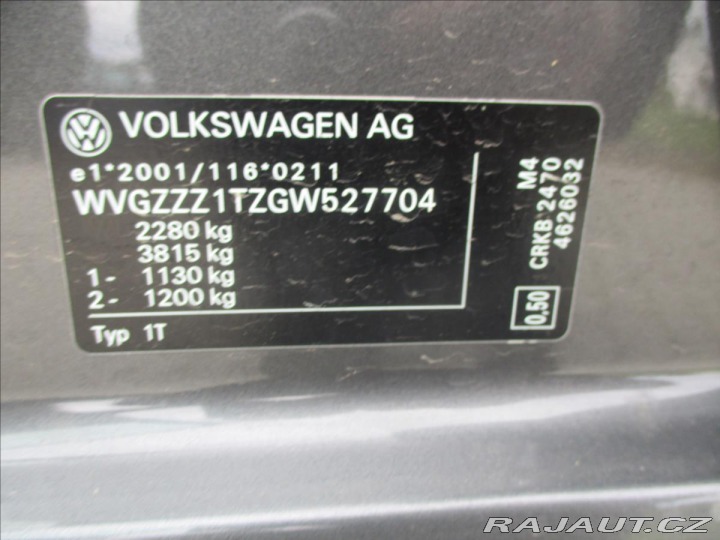 VOLKSWAGEN AG
e1*2001/116*0211
WVGZZZ1TZGW527704
2280 kg
3815 kg
1- 1130 kg
2- 1200 kg
Typ 1T
M4
CRKB 2470
4626032
0,50
RAJAUT.CZ